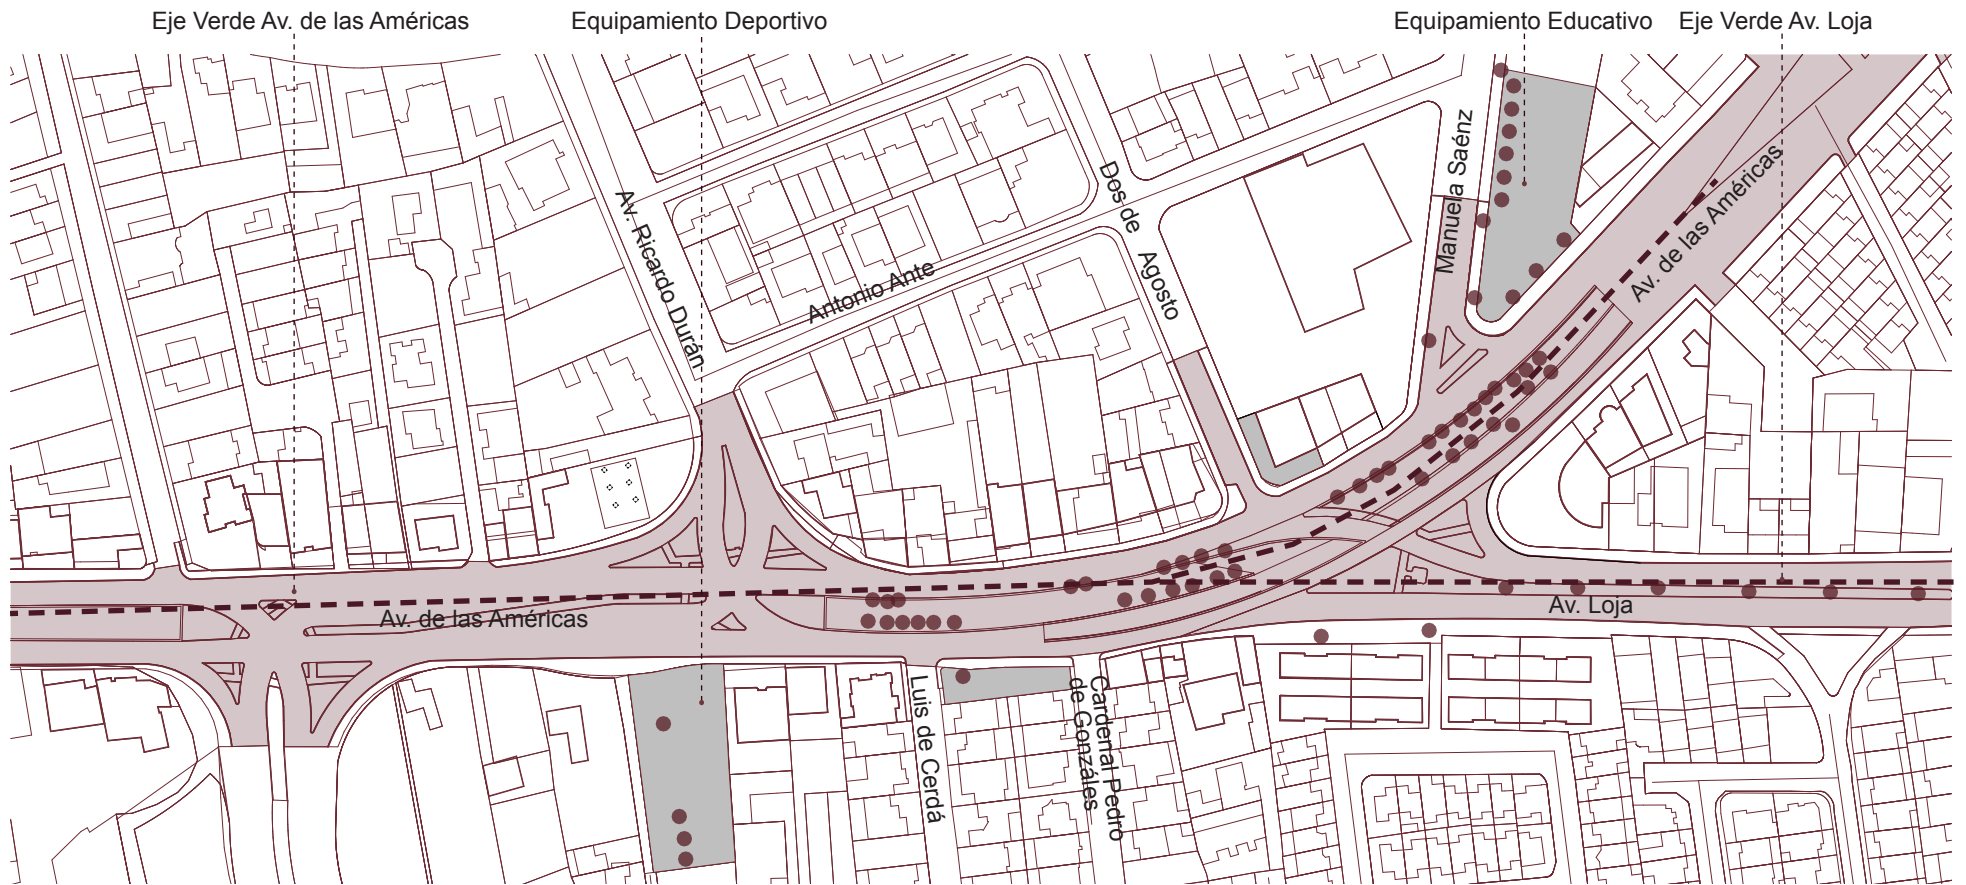 Eje Verde Av. de las Américas
Equipamiento Deportivo
Equipamiento Educativo
Eje Verde Av. Loja
Manuela Saénz
Dos de Agosto
Av. Ricardo Durán
Antonio Ante
Av. de las Américas
Av. de las Américas
Av. Loja
Luis de Cerdá
Cardenal Pedro
de Gonzáles